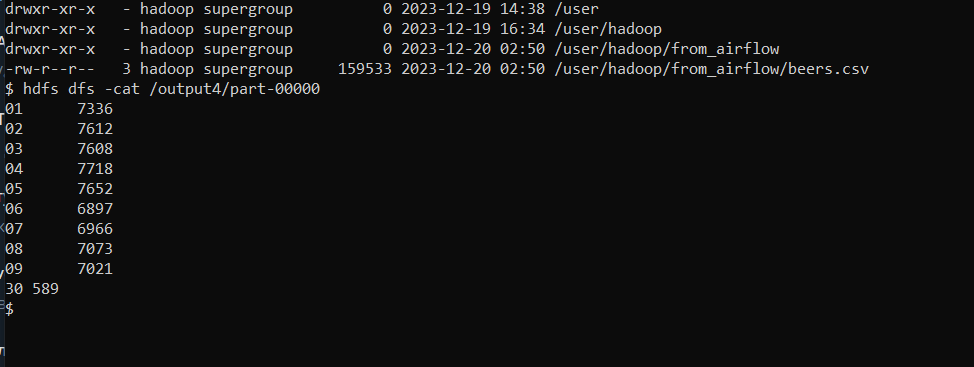 drwxr-xr-x   - hadoop supergroup          0 2023-12-19 14:38 /user
drwxr-xr-x   - hadoop supergroup          0 2023-12-19 16:34 /user/hadoop
drwxr-xr-x   - hadoop supergroup          0 2023-12-20 02:50 /user/hadoop/from_airflow
-rw-r--r--   3 hadoop supergroup     159533 2023-12-20 02:50 /user/hadoop/from_airflow/beers.csv
$ hdfs dfs -cat /output4/part-00000
01      7336
02      7612
03      7608
04      7718
05      7652
06      6897
07      6966
08      7073
09      7021
30 589
$